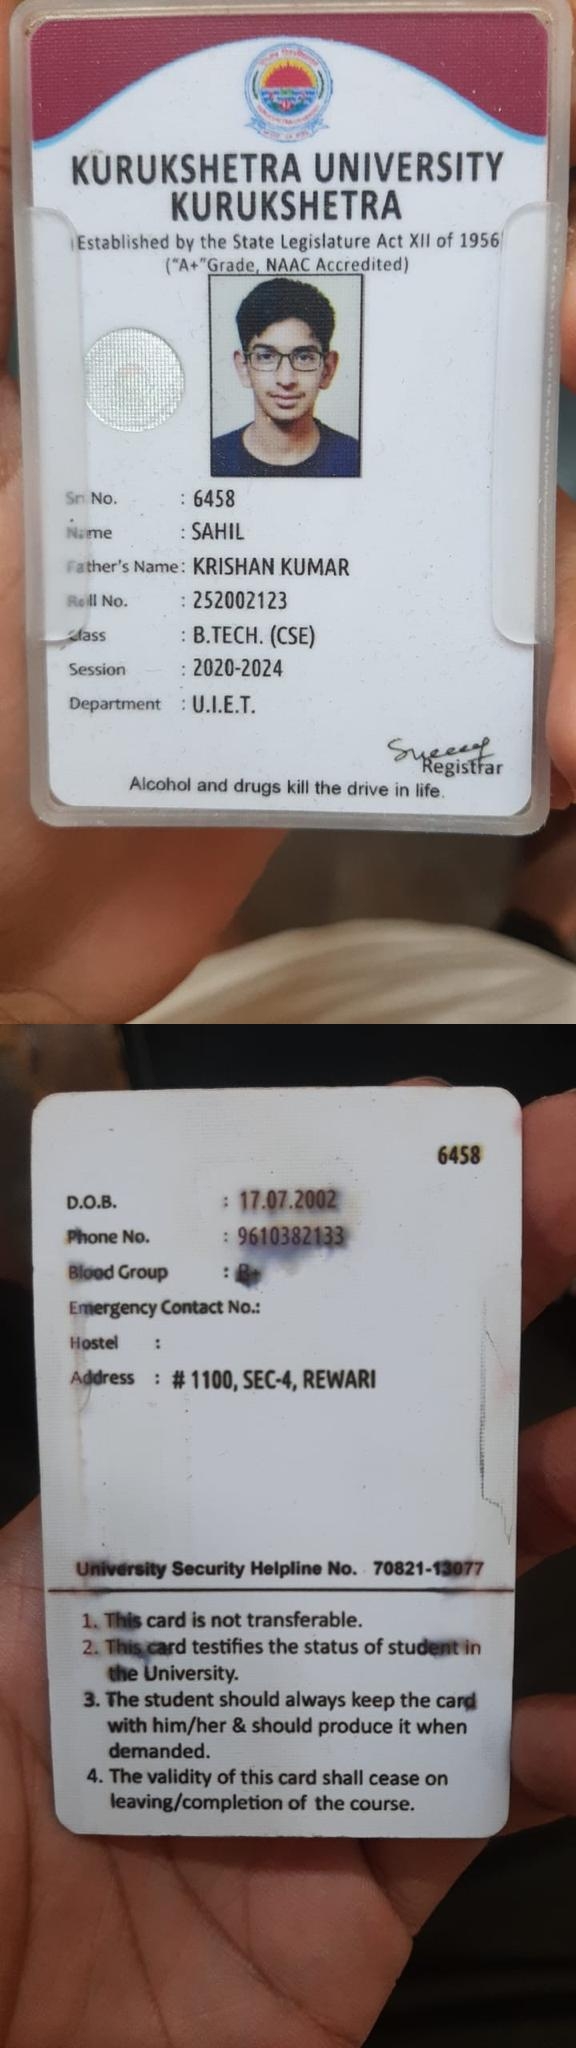 KURUKSHETRA UNIVERSITY
KURUKSHETRA
(Established by the State Legislature Act XII of 1956)
("A+"Grade, NAAC Accredited)
Sr. No. : 6458
Name : SAHIL
Father's Name: KRISHAN KUMAR
Roll No. : 252002123
Class : B.TECH. (CSE)
Session : 2020-2024
Department : U.I.E.T.
Registrar
Alcohol and drugs kill the drive in life.
6458
D.O.B. : 17.07.2002
Phone No. : 9610382133
Blood Group : B+
Emergency Contact No.:
Hostel :
Address : # 1100, SEC-4, REWARI
University Security Helpline No. 70821-13077
1. This card is not transferable.
2. This card testifies the status of student in
the University.
3. The student should always keep the card
with him/her & should produce it when
demanded.
4. The validity of this card shall cease on
leaving/completion of the course.